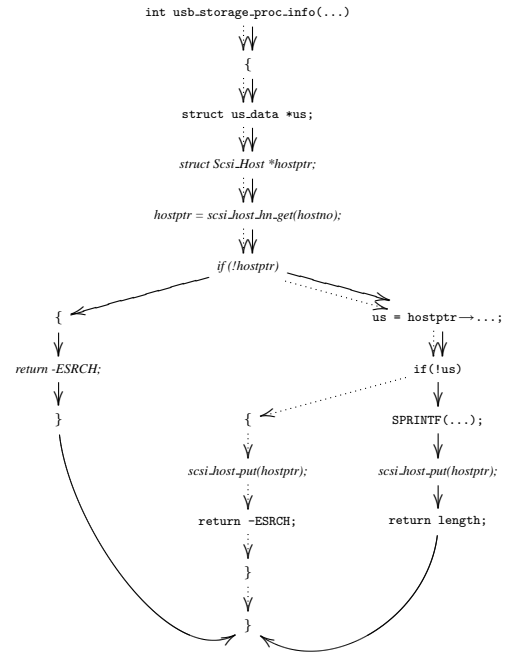 int usb_storage_proc_info(...)
{
struct us_data *us;
struct Scsi_Host *hostptr;
hostptr = scsi_host_hn_get(hostno);
if (!hostptr)
{
us = hostptr→...;
return -ESRCH;
if(!us)
}
{
SPRINTF(...);
scsi_host_put(hostptr);
scsi_host_put(hostptr);
return -ESRCH;
return length;
}
}